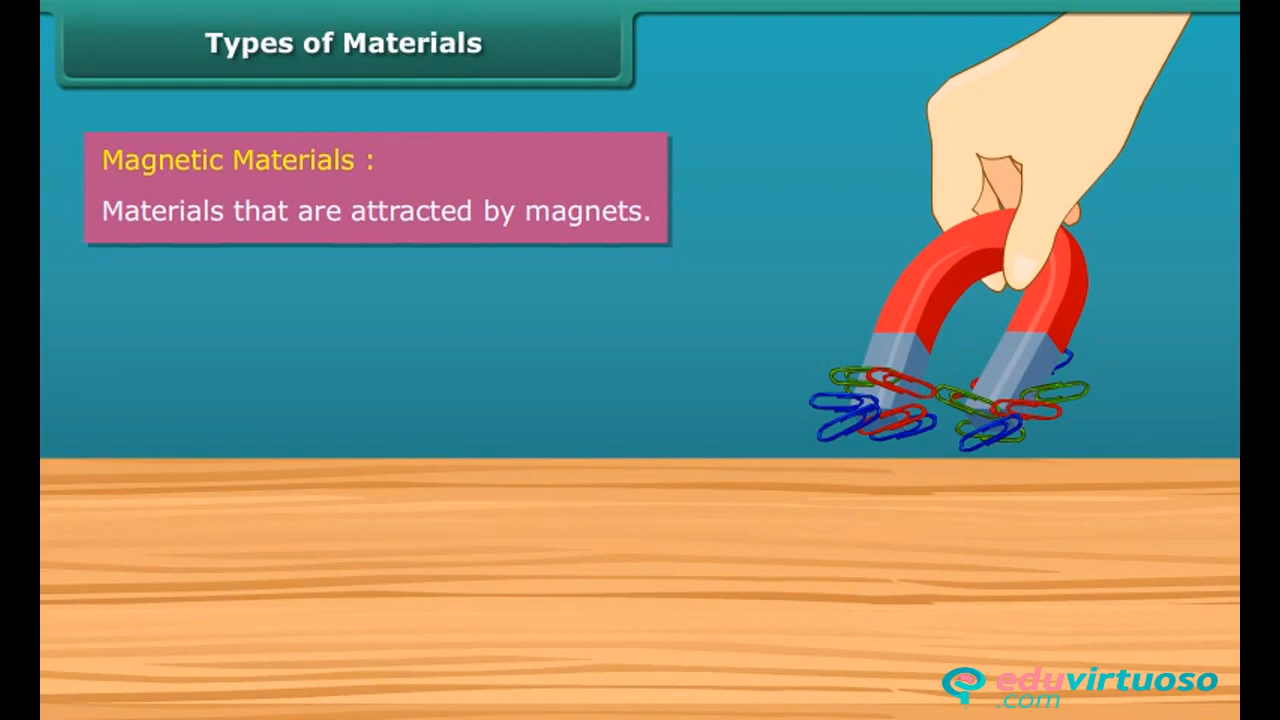 Types of Materials
Magnetic Materials :
Materials that are attracted by magnets.
eduvirtuoso
.com